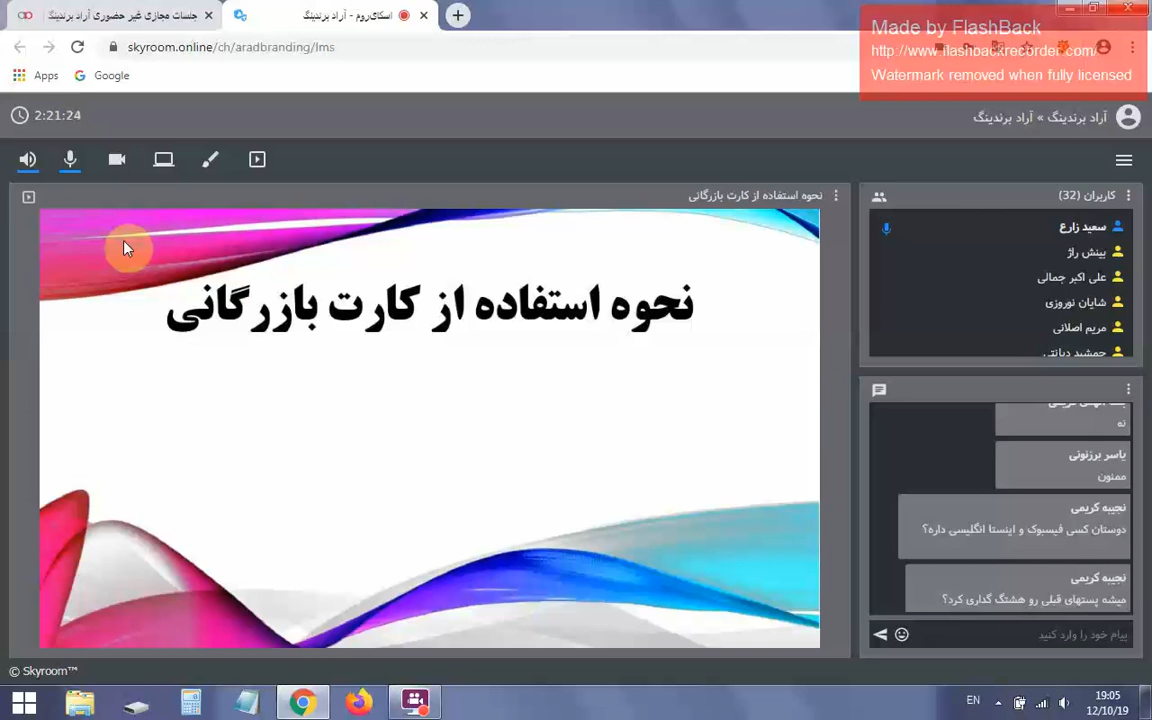 جلسات مجازی غیر حضوری آراد برندینگ
اسکای‌روم - آراد برندینگ
Made by FlashBack
http://www.flashbackrecorder.com/
Watermark removed when fully licensed
skyroom.online/ch/aradbranding/lms
Apps
Google
2:21:24
آراد برندینگ » آراد برندینگ
نحوه استفاده از کارت بازرگانی
نحوه استفاده از کارت بازرگانی
کاربران (32)
سعید زارع
بینش راژ
علی اکبر جمالی
شایان نوروزی
مریم اصلانی
جمشید دیانتی
نه
یاسر برزنونی
ممنون
نجیبه کریمی
دوستان کسی فیسبوک و اینستا انگلیسی داره؟
نجیبه کریمی
میشه پستهای قبلی رو هشتگ گذاری کرد؟
پیام خود را وارد کنید
© Skyroom™
EN
19:05
12/10/19